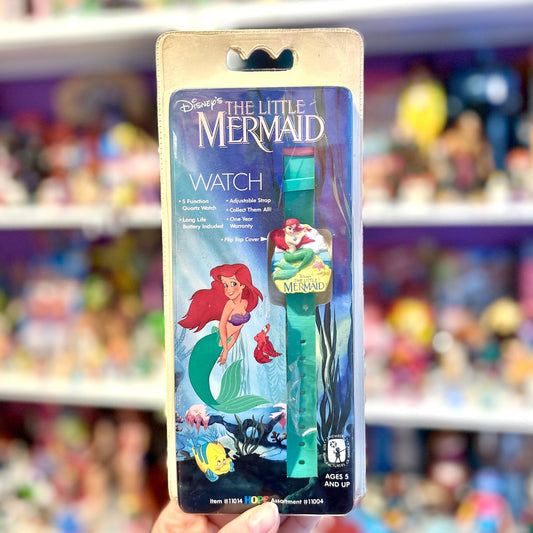 Disney's
THE LITTLE
MERMAID
WATCH
• 5 Function
Quartz Watch
• Long Life
Battery Included
• Adjustable Strap
• Collect Them All!
• One Year
Warranty
• Flip Top Cover
THE LITTLE
MERMAID
AGES 5
AND UP
Item #11014 HOPE Assortment #11004